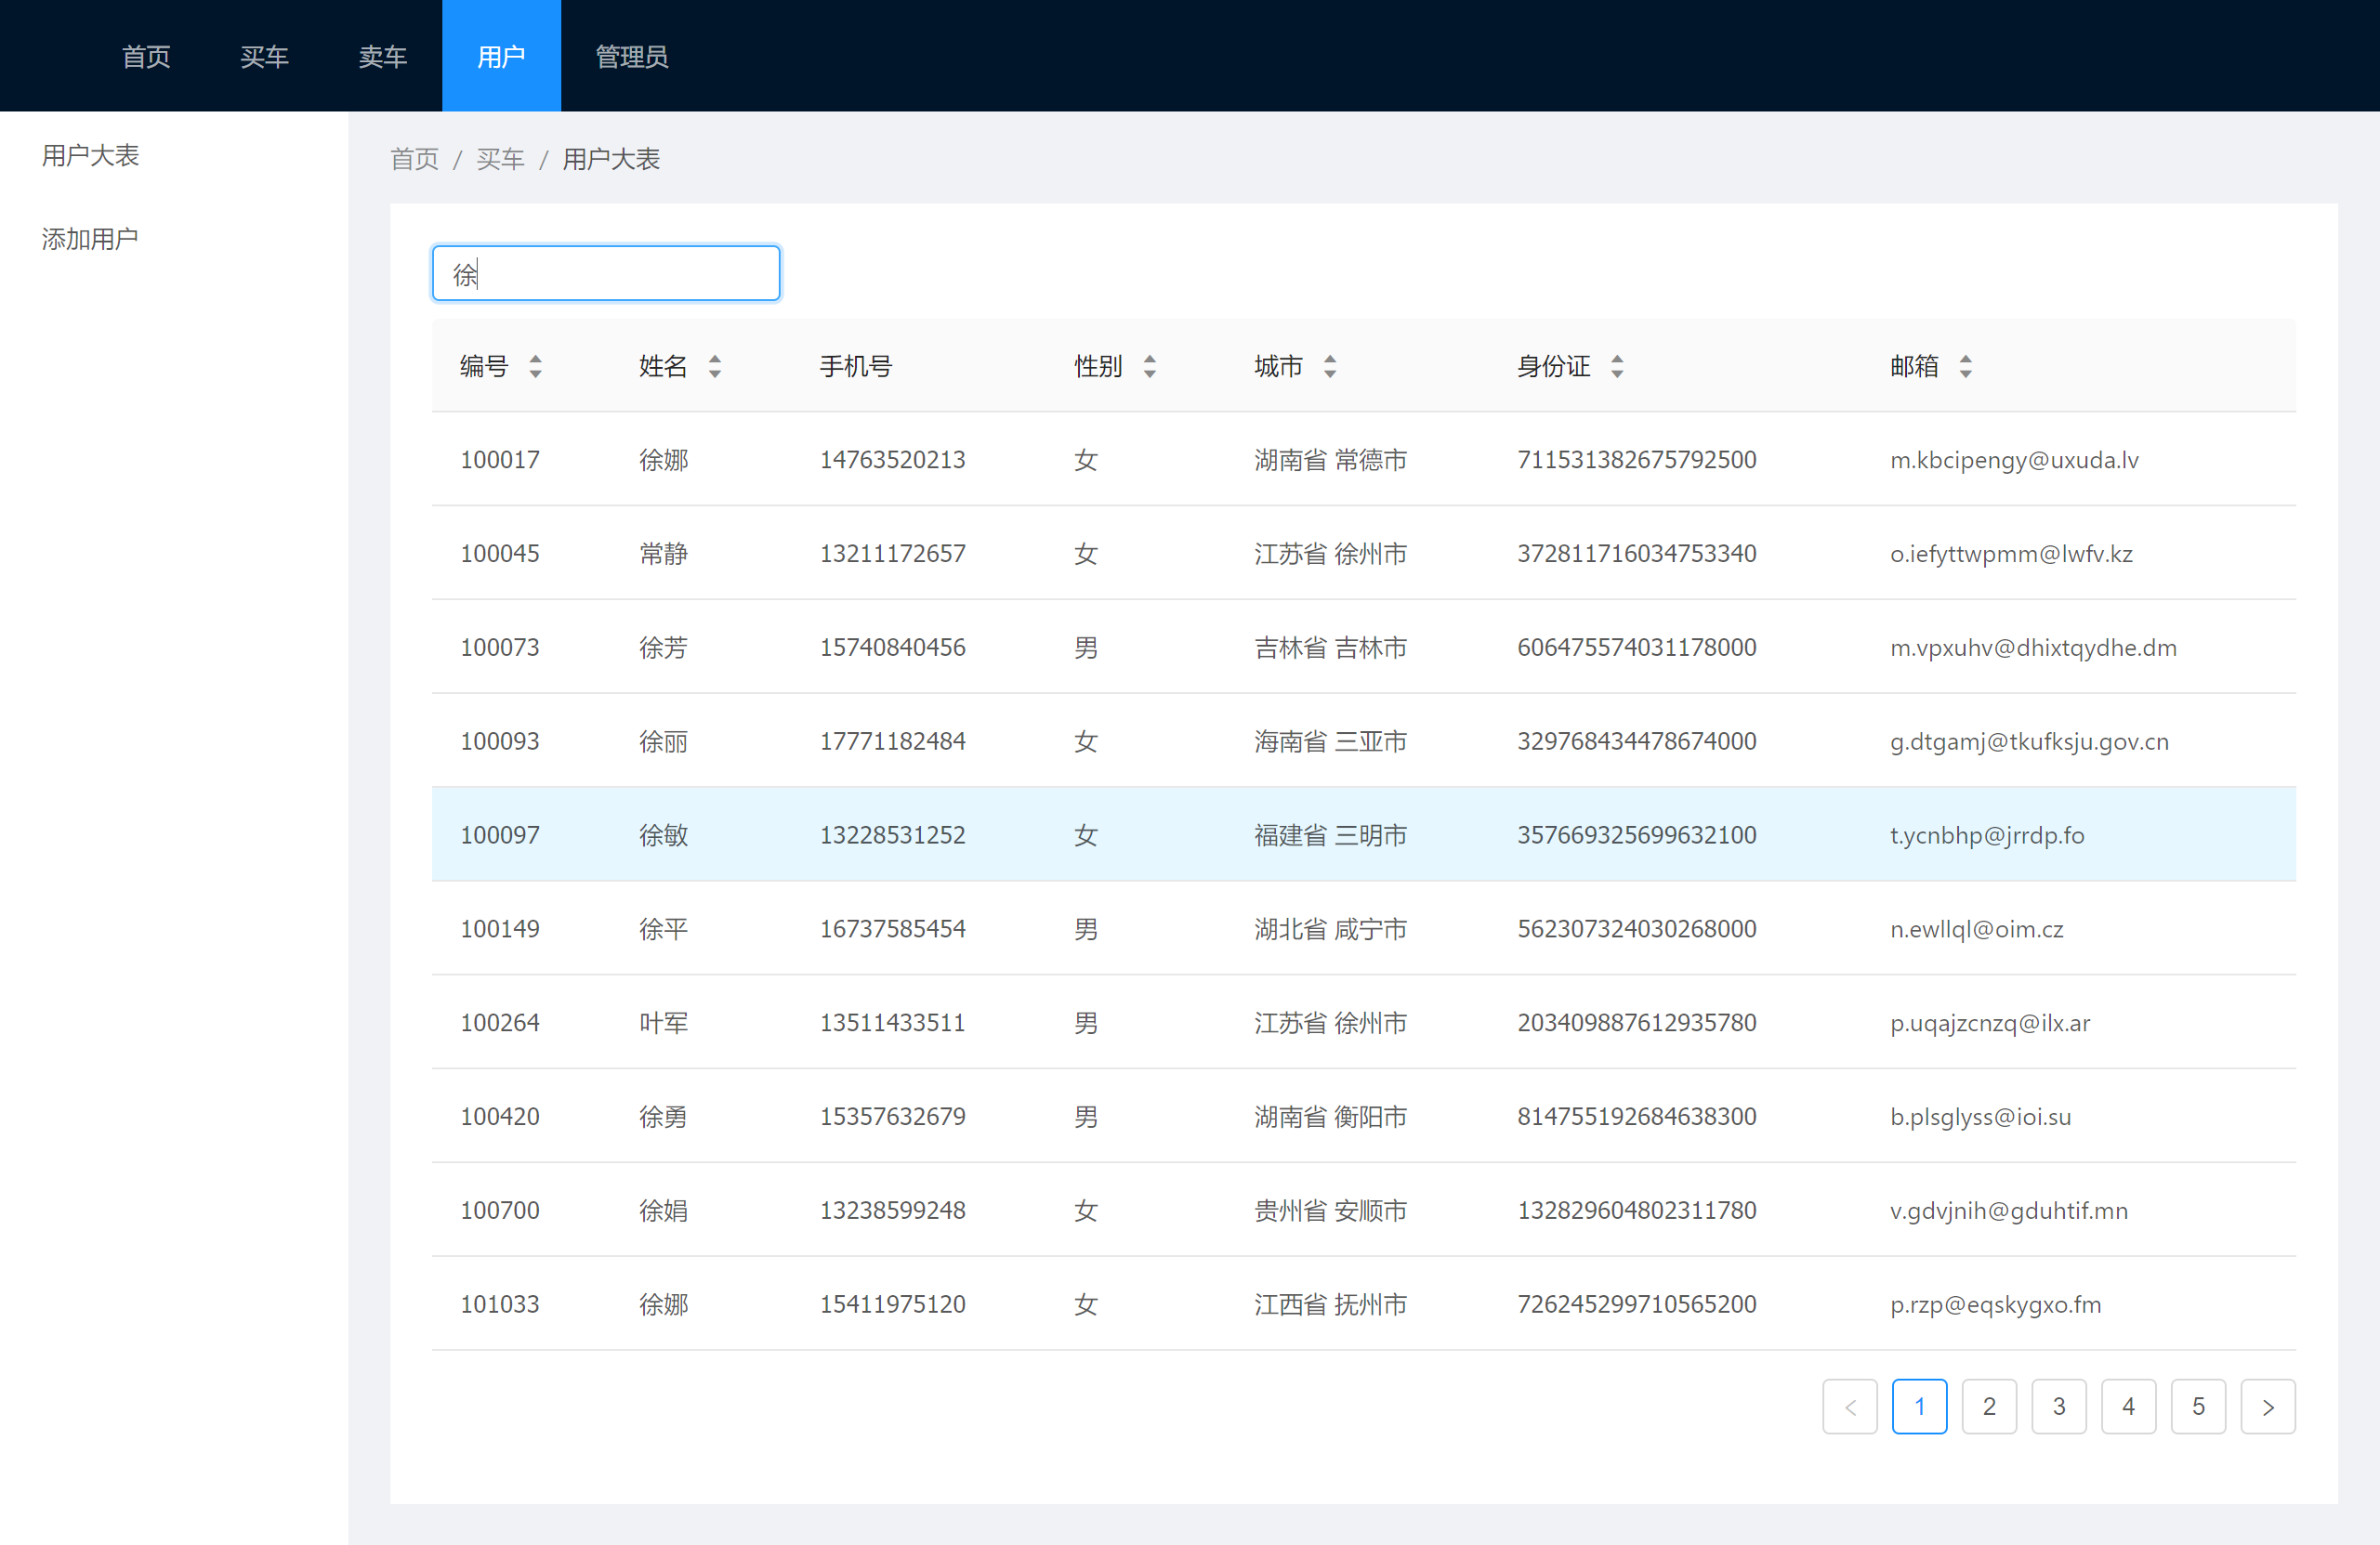 首页 买车 卖车 用户 管理员
用户大表
添加用户
首页 / 买车 / 用户大表
徐
编号 姓名 手机号 性别 城市 身份证 邮箱
100017 徐娜 14763520213 女 湖南省 常德市 711531382675792500 m.kbcipengy@uxuda.lv
100045 常静 13211172657 女 江苏省 徐州市 372811716034753340 o.iefyttwpmm@lwfv.kz
100073 徐芳 15740840456 男 吉林省 吉林市 606475574031178000 m.vpxuhv@dhixtqydhe.dm
100093 徐丽 17771182484 女 海南省 三亚市 329768434478674000 g.dtgamj@tkufksju.gov.cn
100097 徐敏 13228531252 女 福建省 三明市 357669325699632100 t.ycnbhp@jrrdp.fo
100149 徐平 16737585454 男 湖北省 咸宁市 562307324030268000 n.ewllql@oim.cz
100264 叶军 13511433511 男 江苏省 徐州市 203409887612935780 p.uqajzcnzq@ilx.ar
100420 徐勇 15357632679 男 湖南省 衡阳市 814755192684638300 b.plsglyss@ioi.su
100700 徐娟 13238599248 女 贵州省 安顺市 132829604802311780 v.gdvjnih@gduhtif.mn
101033 徐娜 15411975120 女 江西省 抚州市 726245299710565200 p.rzp@eqskygxo.fm
< 1 2 3 4 5 >